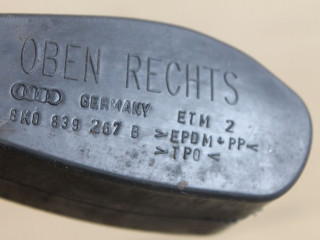 OBEN RECHTS
GERMANY ETM 2
8K0 839 267 B >EPDM+PP<
>TPO<